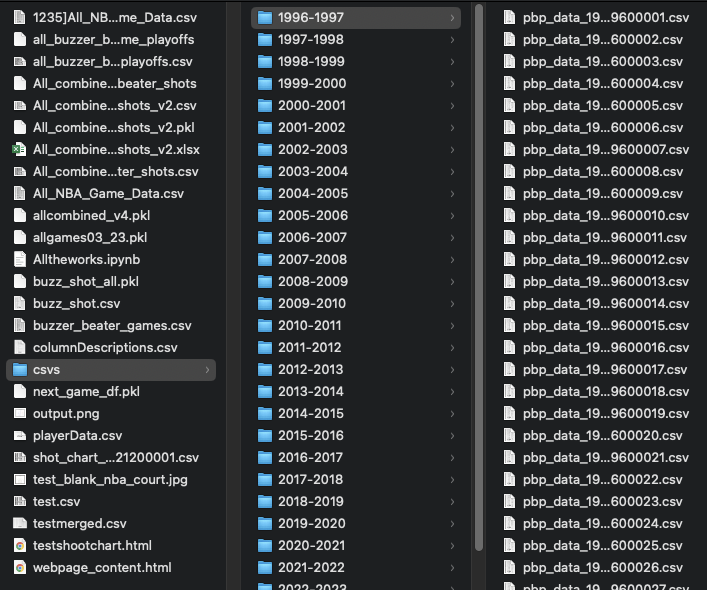 1235]All_NB...me_Data.csv
all_buzzer_b...me_playoffs
all_buzzer_b...playoffs.csv
All_combine...beater_shots
All_combine...shots_v2.csv
All_combine...shots_v2.pkl
All_combine...shots_v2.xlsx
All_combine...ter_shots.csv
All_NBA_Game_Data.csv
allcombined_v4.pkl
allgames03_23.pkl
Alltheworks.ipynb
buzz_shot_all.pkl
buzz_shot.csv
buzzer_beater_games.csv
columnDescriptions.csv
csvs
next_game_df.pkl
output.png
playerData.csv
shot_chart_...21200001.csv
test_blank_nba_court.jpg
test.csv
testmerged.csv
testshootchart.html
webpage_content.html
1996-1997
1997-1998
1998-1999
1999-2000
2000-2001
2001-2002
2002-2003
2003-2004
2004-2005
2005-2006
2006-2007
2007-2008
2008-2009
2009-2010
2010-2011
2011-2012
2012-2013
2013-2014
2014-2015
2015-2016
2016-2017
2017-2018
2018-2019
2019-2020
2020-2021
2021-2022
2022-2023
pbp_data_19...9600001.csv
pbp_data_19...600002.csv
pbp_data_19...600003.csv
pbp_data_19...600004.csv
pbp_data_19...600005.csv
pbp_data_19...600006.csv
pbp_data_19...9600007.csv
pbp_data_19...600008.csv
pbp_data_19...600009.csv
pbp_data_19...9600010.csv
pbp_data_19...9600011.csv
pbp_data_19...9600012.csv
pbp_data_19...9600013.csv
pbp_data_19...9600014.csv
pbp_data_19...9600015.csv
pbp_data_19...9600016.csv
pbp_data_19...9600017.csv
pbp_data_19...9600018.csv
pbp_data_19...9600019.csv
pbp_data_19...600020.csv
pbp_data_19...9600021.csv
pbp_data_19...600022.csv
pbp_data_19...600023.csv
pbp_data_19...600024.csv
pbp_data_19...600025.csv
pbp_data_19...600026.csv
pbp_data_19...9600027.csv